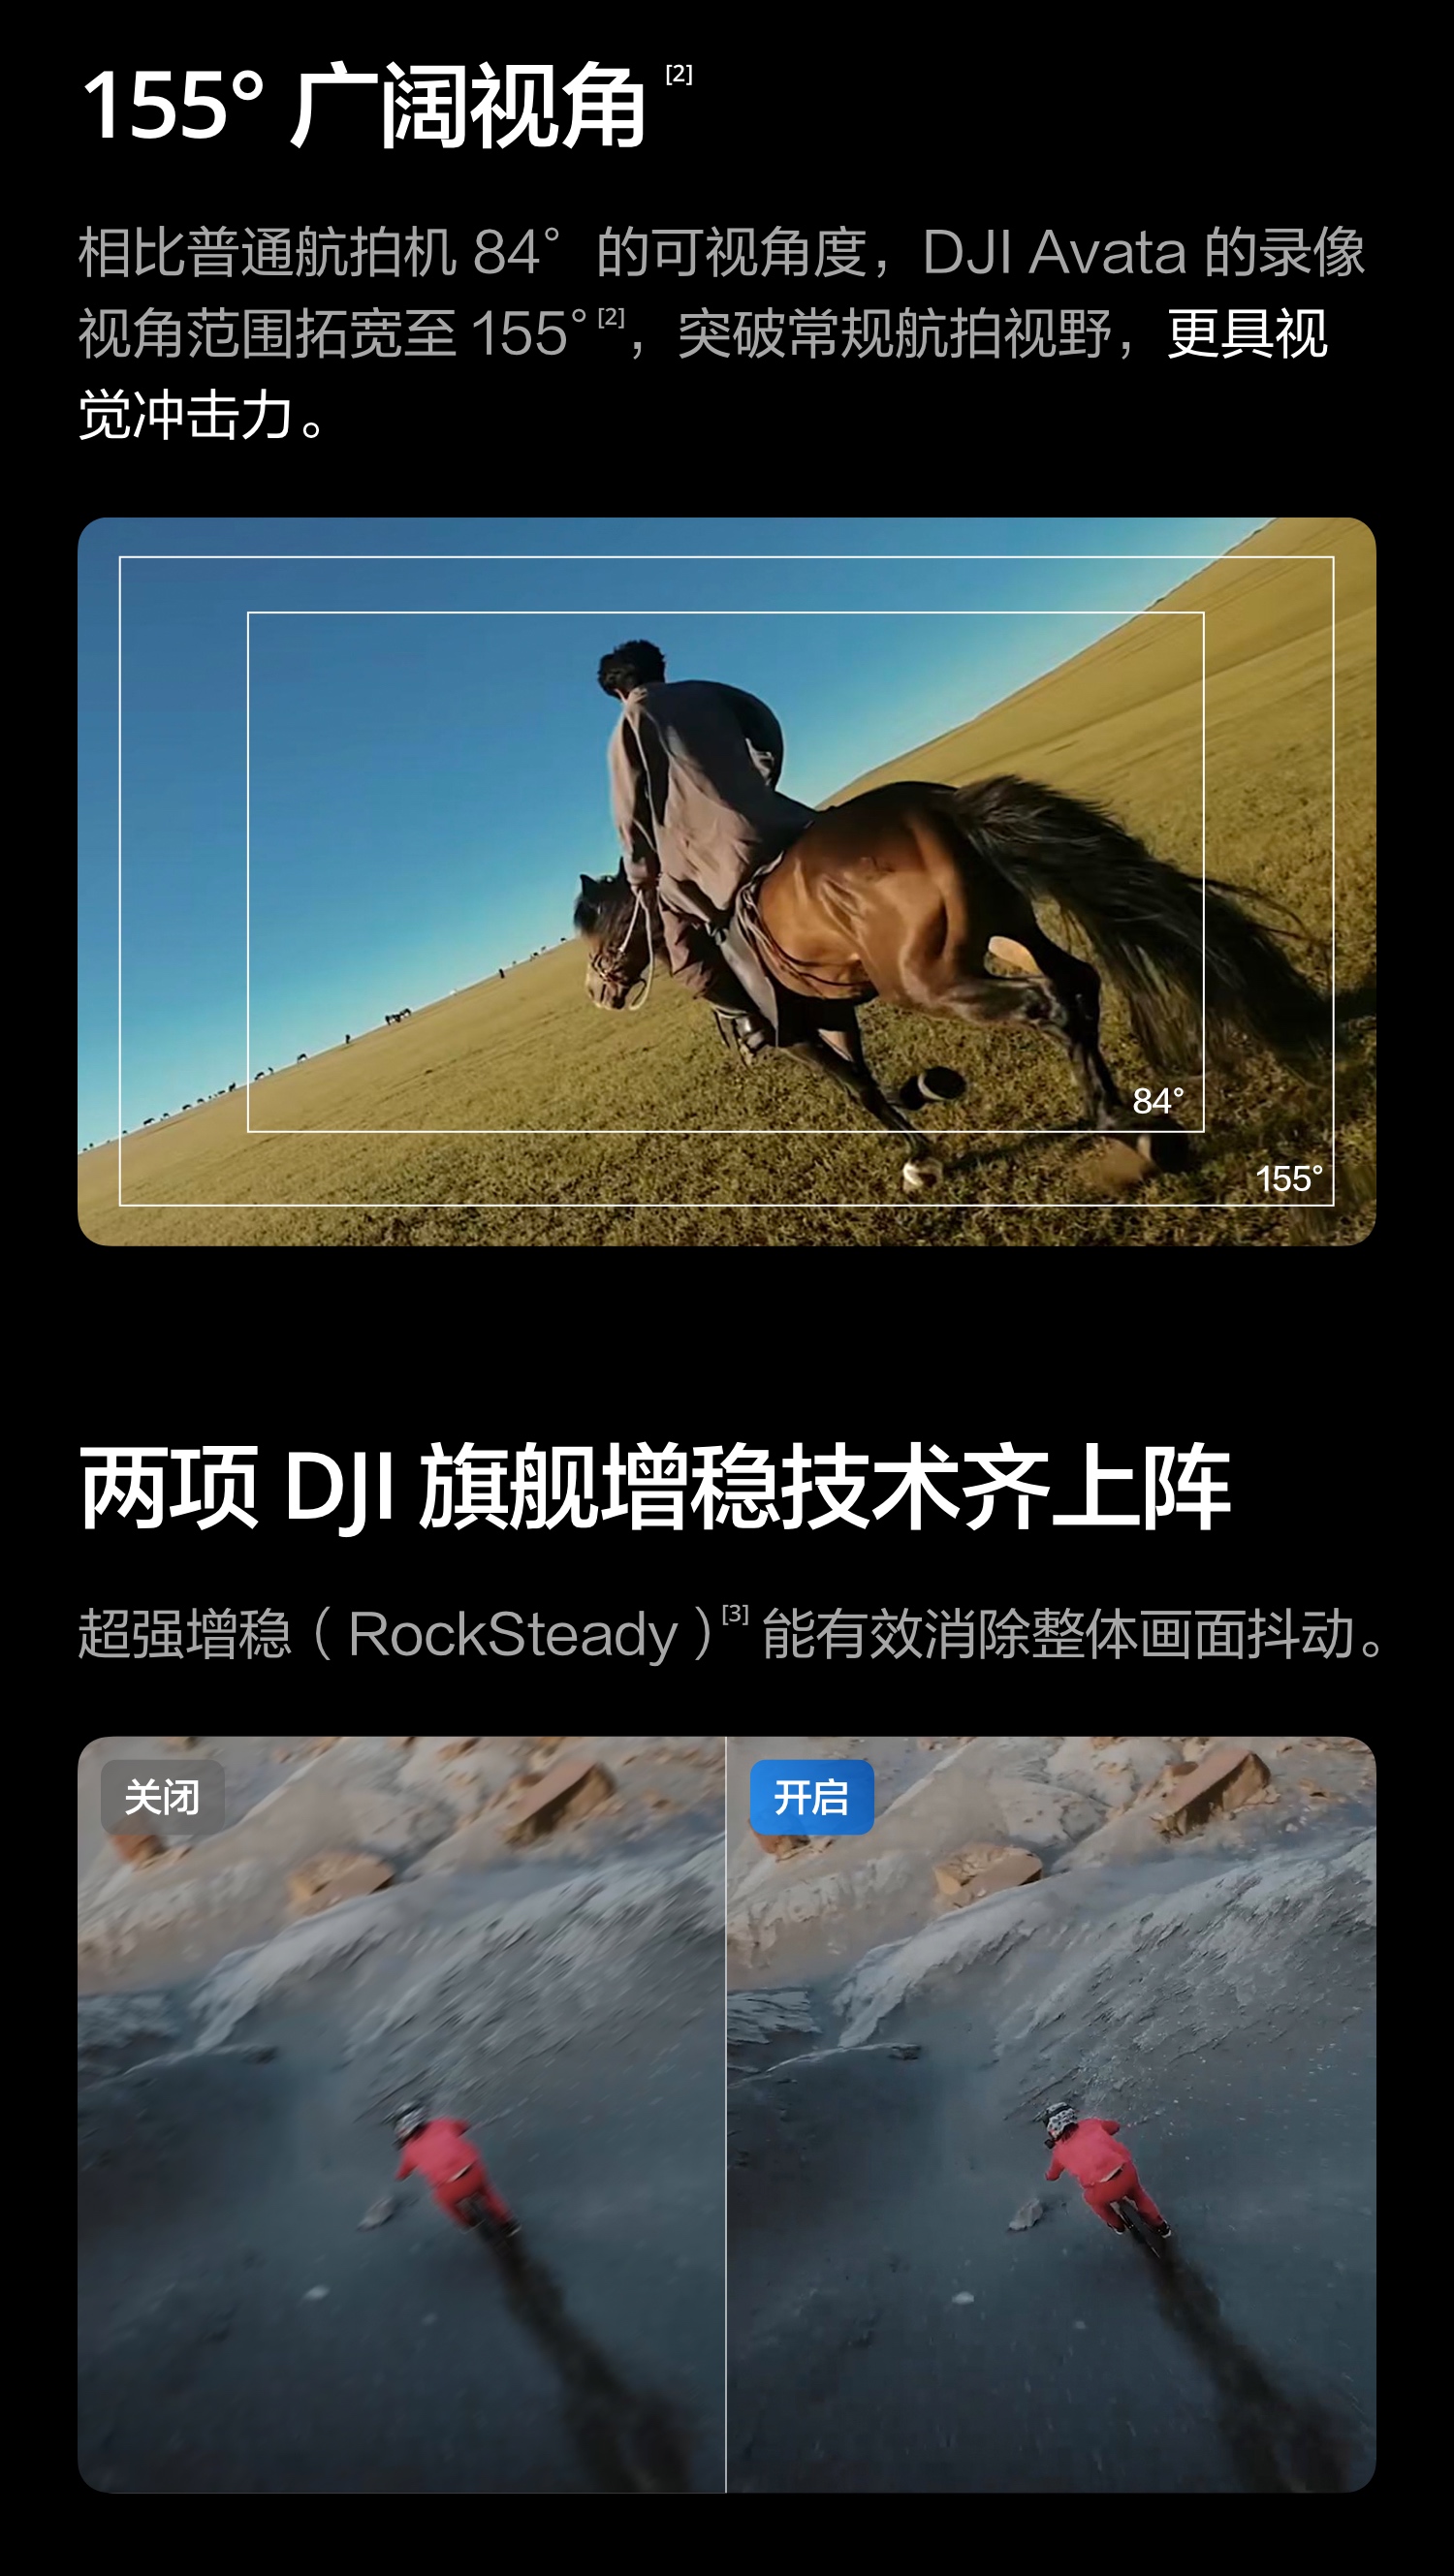 155° 广阔视角 [2]
相比普通航拍机 84° 的可视角度，DJI Avata 的录像
视角范围拓宽至 155° [2]，突破常规航拍视野，更具视
觉冲击力。
84°
155°
两项 DJI 旗舰增稳技术齐上阵
超强增稳（RockSteady）[3] 能有效消除整体画面抖动。
关闭
开启